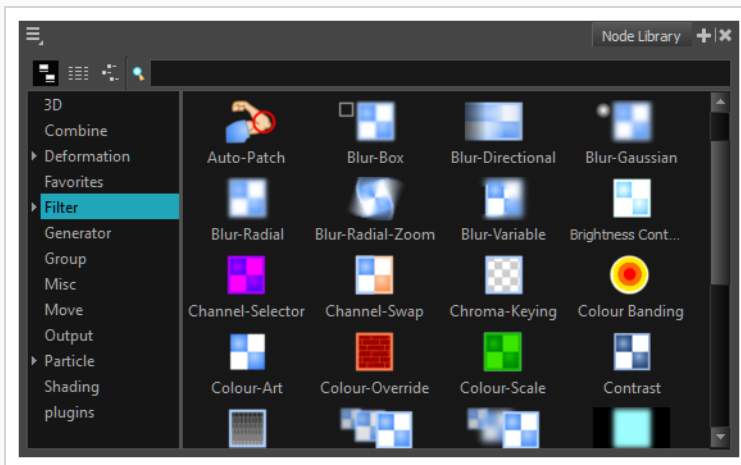 Node Library
3D
Combine
Deformation
Favorites
Filter
Generator
Group
Misc
Move
Output
Particle
Shading
plugins
Auto-Patch
Blur-Box
Blur-Directional
Blur-Gaussian
Blur-Radial
Blur-Radial-Zoom
Blur-Variable
Brightness Cont...
Channel-Selector
Channel-Swap
Chroma-Keying
Colour Banding
Colour-Art
Colour-Override
Colour-Scale
Contrast